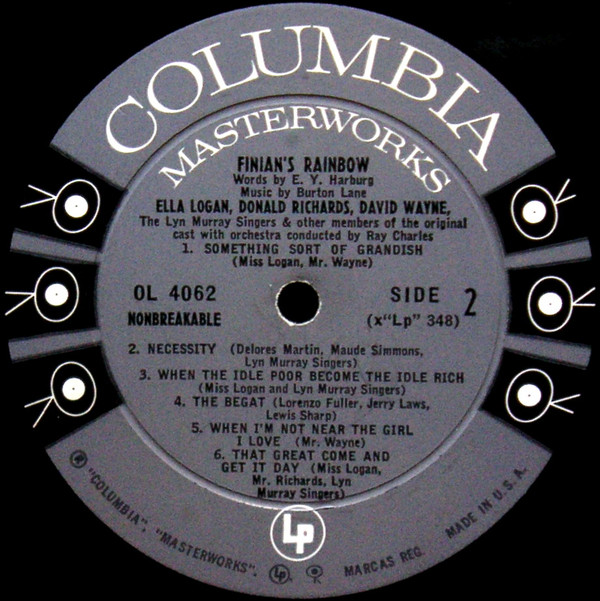 COLUMBIA
MASTERWORKS
FINIAN'S RAINBOW
Words by E. Y. Harburg
Music by Burton Lane
ELLA LOGAN, DONALD RICHARDS, DAVID WAYNE,
The Lyn Murray Singers & other members of the original
cast with orchestra conducted by Ray Charles
1. SOMETHING SORT OF GRANDISH
(Miss Logan, Mr. Wayne)
OL 4062
NONBREAKABLE
SIDE 2
(x"Lp" 348)
2. NECESSITY (Delores Martin, Maude Simmons,
Lyn Murray Singers)
3. WHEN THE IDLE POOR BECOME THE IDLE RICH
(Miss Logan and Lyn Murray Singers)
4. THE BEGAT (Lorenzo Fuller, Jerry Laws,
Lewis Sharp)
5. WHEN I'M NOT NEAR THE GIRL
I LOVE (Mr. Wayne)
6. THAT GREAT COME AND
GET IT DAY (Miss Logan,
Mr. Richards, Lyn
Murray Singers)
Lp
® "COLUMBIA", "MASTERWORKS", Lp, MARCAS REG. MADE IN U.S.A.